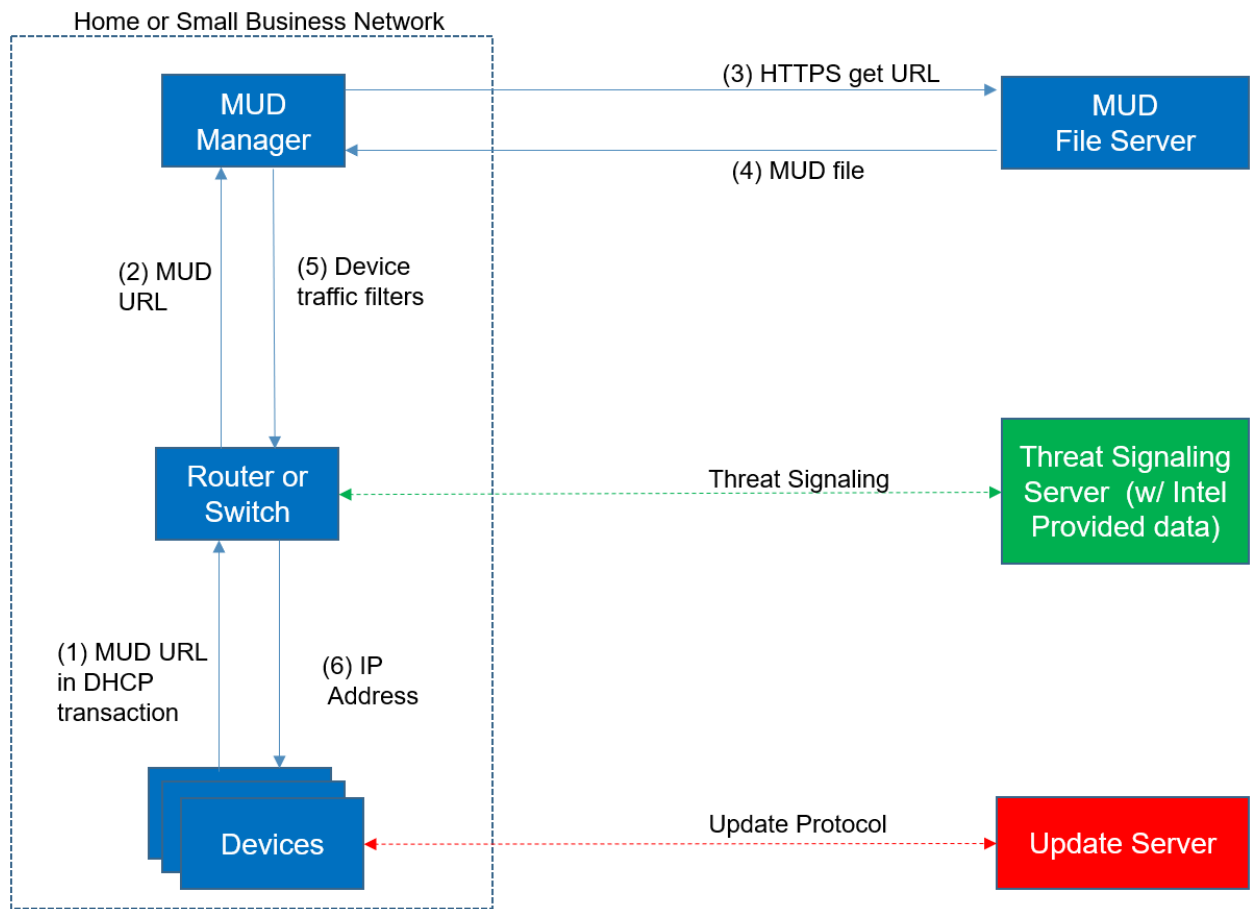 Home or Small Business Network
(3) HTTPS get URL
MUD
Manager
MUD
File Server
(4) MUD file
(2) MUD
URL
(5) Device
traffic filters
Router or
Switch
Threat Signaling
Threat Signaling
Server (w/ Intel
Provided data)
(1) MUD URL
in DHCP
transaction
(6) IP
Address
Devices
Update Protocol
Update Server